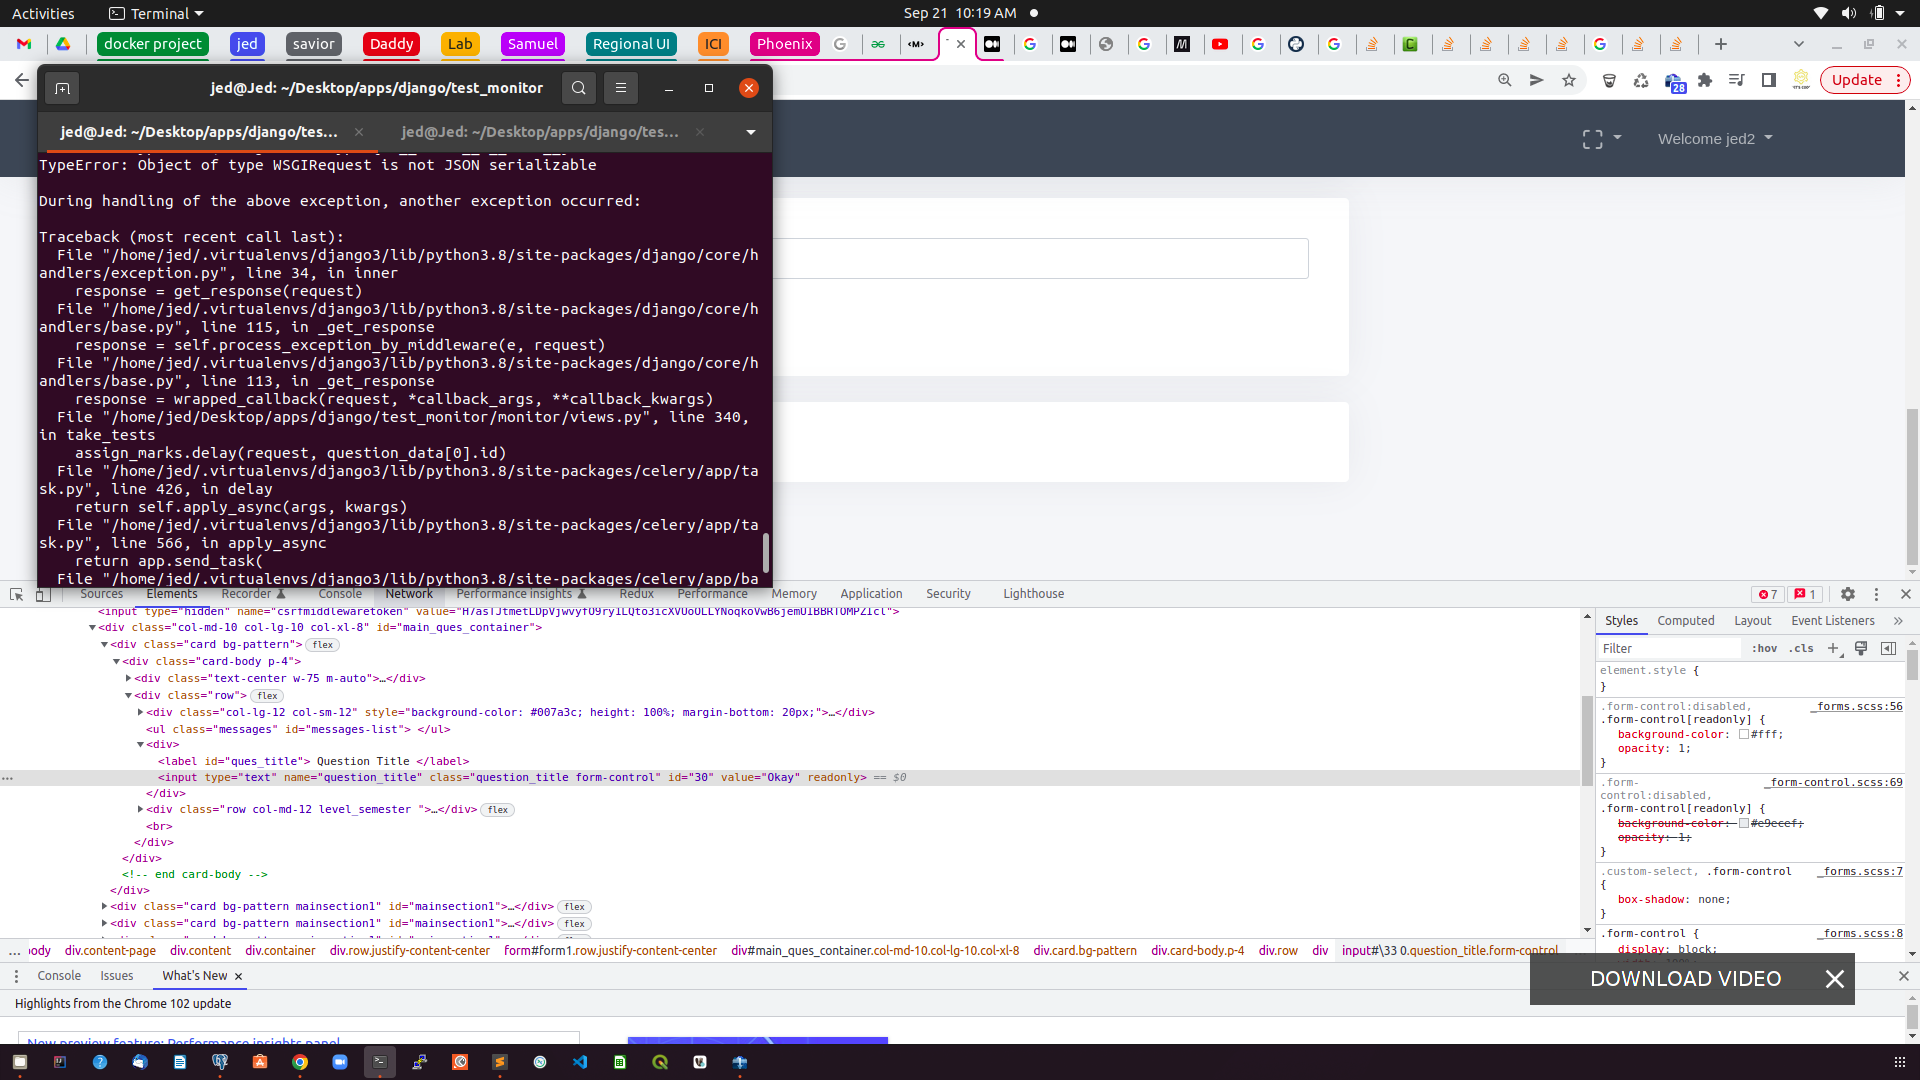 Activities
Terminal
Sep 21 10:19 AM
docker project
jed
savior
Daddy
Lab
Samuel
Regional UI
ICI
Phoenix
28
Update
jed@Jed: ~/Desktop/apps/django/test_monitor
jed@Jed: ~/Desktop/apps/django/tes...
jed@Jed: ~/Desktop/apps/django/tes...
Welcome jed2
TypeError: Object of type WSGIRequest is not JSON serializable
During handling of the above exception, another exception occurred:
Traceback (most recent call last):
File "/home/jed/.virtualenvs/django3/lib/python3.8/site-packages/django/core/h
andlers/exception.py", line 34, in inner
response = get_response(request)
File "/home/jed/.virtualenvs/django3/lib/python3.8/site-packages/django/core/h
andlers/base.py", line 115, in _get_response
response = self.process_exception_by_middleware(e, request)
File "/home/jed/.virtualenvs/django3/lib/python3.8/site-packages/django/core/h
andlers/base.py", line 113, in _get_response
response = wrapped_callback(request, *callback_args, **callback_kwargs)
File "/home/jed/Desktop/apps/django/test_monitor/monitor/views.py", line 340,
in take_tests
assign_marks.delay(request, question_data[0].id)
File "/home/jed/.virtualenvs/django3/lib/python3.8/site-packages/celery/app/ta
sk.py", line 426, in delay
return self.apply_async(args, kwargs)
File "/home/jed/.virtualenvs/django3/lib/python3.8/site-packages/celery/app/ta
sk.py", line 566, in apply_async
return app.send_task(
File "/home/jed/.virtualenvs/django3/lib/python3.8/site-packages/celery/app/ba
Sources
Elements
Recorder
Console
Network
Performance insights
Redux
Performance
Memory
Application
Security
Lighthouse
7
1
<div class="col-md-10 col-lg-10 col-xl-8" id="main_ques_container">
<div class="card bg-pattern"> flex
<div class="card-body p-4">
<div class="text-center w-75 m-auto">…</div>
<div class="row"> flex
<div class="col-lg-12 col-sm-12" style="background-color: #007a3c; height: 100%; margin-bottom: 20px;">…</div>
<ul class="messages" id="messages-list"> </ul>
<div>
<label id="ques_title"> Question Title </label>
<input type="text" name="question_title" class="question_title form-control" id="30" value="Okay" readonly> == $0
</div>
<div class="row col-md-12 level_semester ">…</div> flex
<br>
</div>
</div>
<!-- end card-body -->
</div>
<div class="card bg-pattern mainsection1" id="mainsection1">…</div> flex
<div class="card bg-pattern mainsection1" id="mainsection1">…</div> flex
Styles
Computed
Layout
Event Listeners
Filter
:hov .cls
element.style {
}
.form-control:disabled, _forms.scss:56
.form-control[readonly] {
background-color: #fff;
opacity: 1;
}
.form- _form-control.scss:69
control:disabled,
.form-control[readonly] {
background-color: #e9ecef;
opacity: 1;
}
.custom-select, .form-control _forms.scss:7
{
box-shadow: none;
}
.form-control { _forms.scss:8
display: block;
... body div.content-page div.content div.container div.row.justify-content-center form#form1.row.justify-content-center div#main_ques_container.col-md-10.col-lg-10.col-xl-8 div.card.bg-pattern div.card-body.p-4 div.row div input#\33 0.question_title.form-control
Console
Issues
What's New
DOWNLOAD VIDEO
Highlights from the Chrome 102 update
New preview feature: Performance insights panel